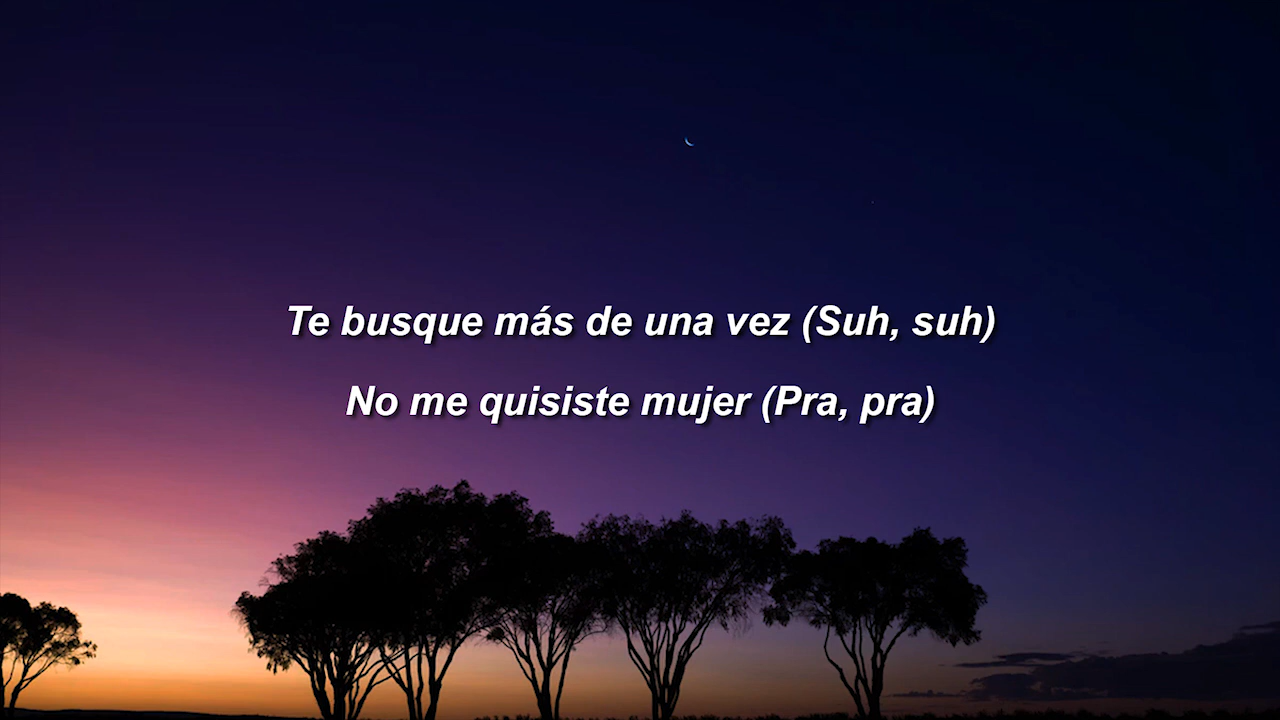 Te busque más de una vez (Suh, suh)
No me quisiste mujer (Pra, pra)